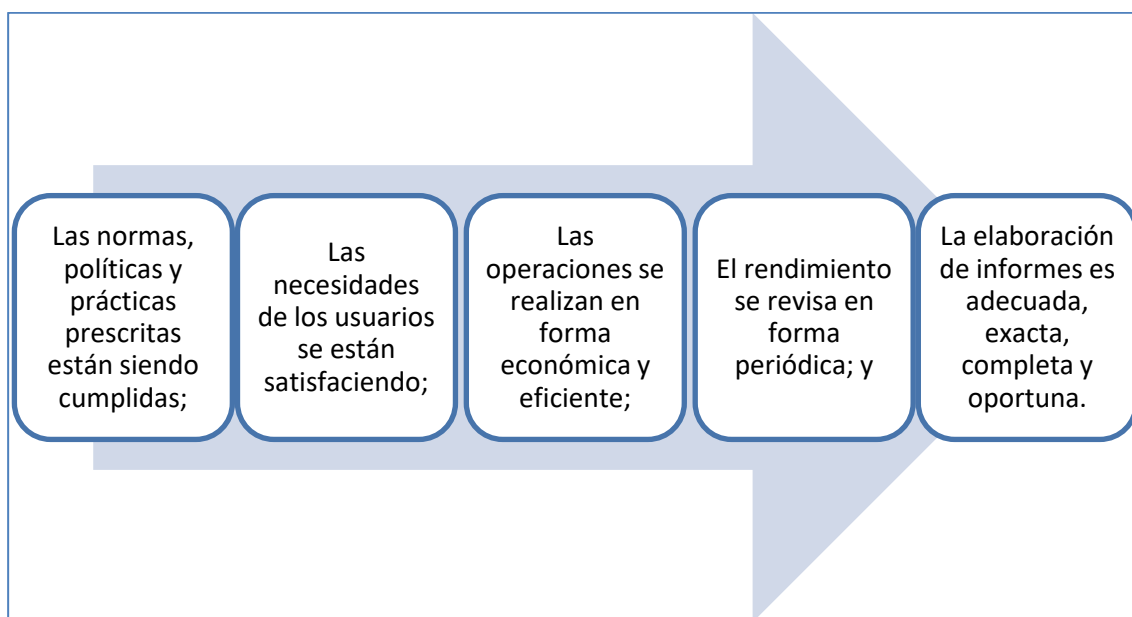 Las normas,
políticas y
prácticas
prescritas
están siendo
cumplidas;
Las
necesidades
de los usuarios
se están
satisfaciendo;
Las
operaciones se
realizan en
forma
económica y
eficiente;
El rendimiento
se revisa en
forma
periódica; y
La elaboración
de informes es
adecuada,
exacta,
completa y
oportuna.